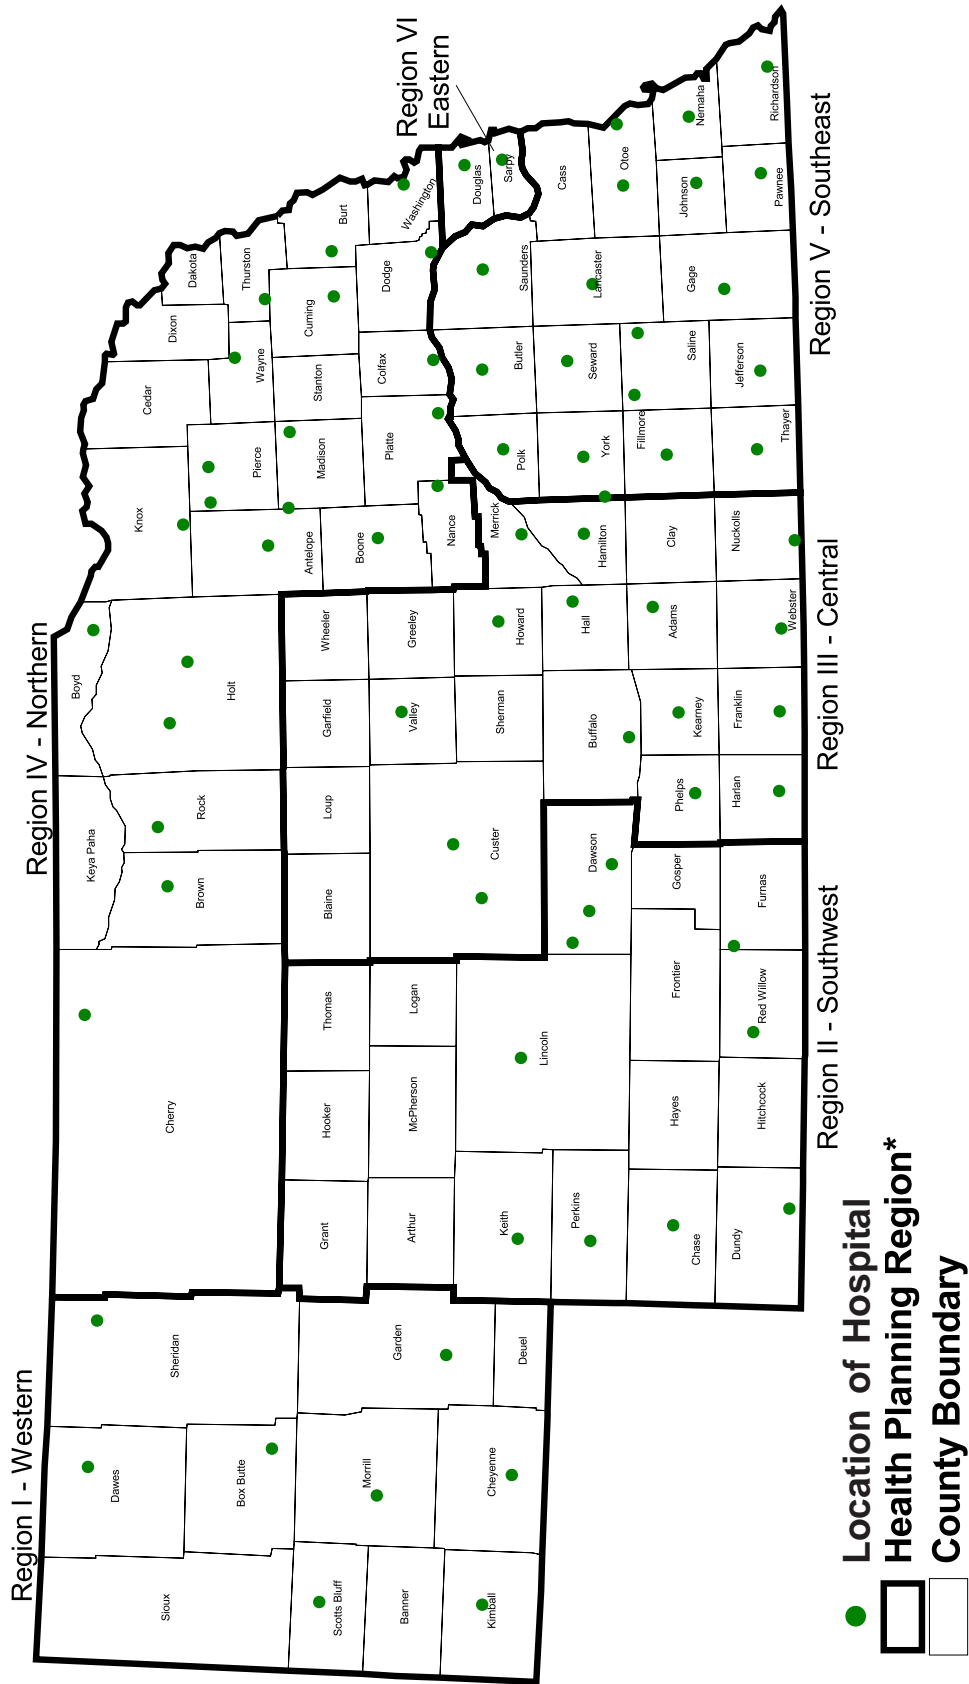 Region I - Western
Region IV - Northern
Region VI
Eastern
Sioux
Dawes
Box Butte
Sheridan
Scotts Bluff
Banner
Kimball
Morrill
Cheyenne
Garden
Deuel
Cherry
Keya Paha
Brown
Rock
Boyd
Holt
Knox
Cedar
Dixon
Dakota
Antelope
Pierce
Wayne
Thurston
Boone
Madison
Stanton
Cuming
Burt
Nance
Platte
Colfax
Dodge
Washington
Grant
Hooker
Thomas
Blaine
Loup
Garfield
Wheeler
Arthur
McPherson
Logan
Custer
Valley
Greeley
Keith
Lincoln
Sherman
Howard
Merrick
Polk
Butler
Saunders
Douglas
Sarpy
Perkins
Dawson
Buffalo
Hall
Hamilton
York
Seward
Lancaster
Cass
Otoe
Chase
Hayes
Frontier
Gosper
Phelps
Kearney
Adams
Clay
Fillmore
Saline
Gage
Johnson
Nemaha
Dundy
Hitchcock
Red Willow
Furnas
Harlan
Franklin
Webster
Nuckolls
Thayer
Jefferson
Pawnee
Richardson
Region II - Southwest
Region III - Central
Region V - Southeast
Location of Hospital
Health Planning Region*
County Boundary